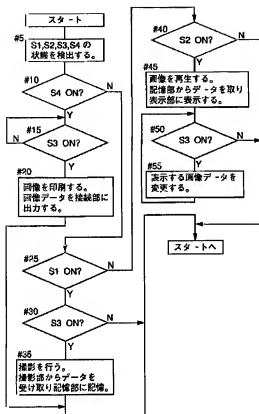 スタート
#5
S1,S2,S3,S4の
状態を検出する。
#10
S4 ON?
N
Y
#15
S3 ON?
N
Y
#20
画像を印刷する。
画像データを接続部に
出力する。
#25
S1 ON?
N
Y
#30
S3 ON?
N
Y
#35
撮影を行う。
撮影部からデータを
受け取り記憶部に記憶。
#40
S2 ON?
N
Y
#45
画像を再生する。
記憶部からデータを取り
表示部に表示する。
#50
S3 ON?
N
Y
#55
表示する画像データを
変更する。
スタートへ